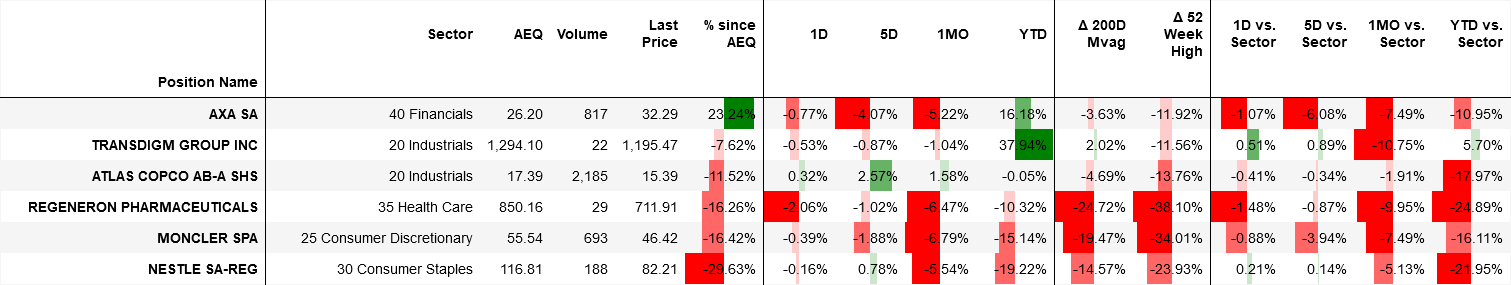 Position Name Sector AEQ Volume Last Price % since AEQ 1D 5D 1MO YTD Δ 200D Mvag Δ 52 Week High 1D vs. Sector 5D vs. Sector 1MO vs. Sector YTD vs. Sector
AXA SA 40 Financials 26.20 817 32.29 23.24% -0.77% -4.07% -5.22% 16.18% -3.63% -11.92% -1.07% -6.08% -7.49% -10.95%
TRANSDIGM GROUP INC 20 Industrials 1,294.10 22 1,195.47 -7.62% -0.53% -0.87% -1.04% 37.94% 2.02% -11.56% 0.51% 0.89% -10.75% 5.70%
ATLAS COPCO AB-A SHS 20 Industrials 17.39 2,185 15.39 -11.52% 0.32% 2.57% 1.58% -0.05% -4.69% -13.76% -0.41% -0.34% -1.91% -17.97%
REGENERON PHARMACEUTICALS 35 Health Care 850.16 29 711.91 -16.26% -2.06% -1.02% -6.47% -10.32% -24.72% -38.10% -1.48% -0.87% -9.95% -24.89%
MONCLER SPA 25 Consumer Discretionary 55.54 693 46.42 -16.42% -0.39% -1.88% -6.79% -15.14% -19.47% -34.01% -0.88% -3.94% -7.49% -16.11%
NESTLE SA-REG 30 Consumer Staples 116.81 188 82.21 -29.63% -0.16% 0.78% -5.54% -19.22% -14.57% -23.93% 0.21% 0.14% -5.13% -21.95%